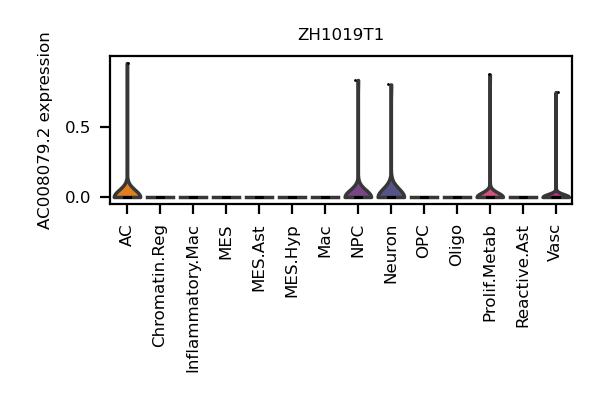 ZH1019T1
AC008079.2 expression
0.5
0.0
AC
Chromatin.Reg
Inflammatory.Mac
MES
MES.Ast
MES.Hyp
Mac
NPC
Neuron
OPC
Oligo
Prolif.Metab
Reactive.Ast
Vasc